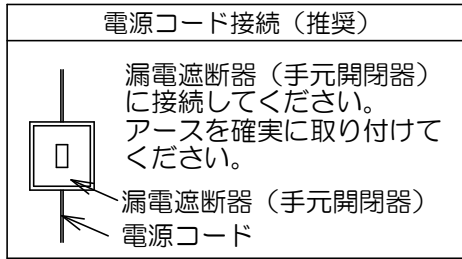 電源コード接続（推奨）
漏電遮断器（手元開閉器）
に接続してください。
アースを確実に取り付けて
ください。
漏電遮断器（手元開閉器）
電源コード